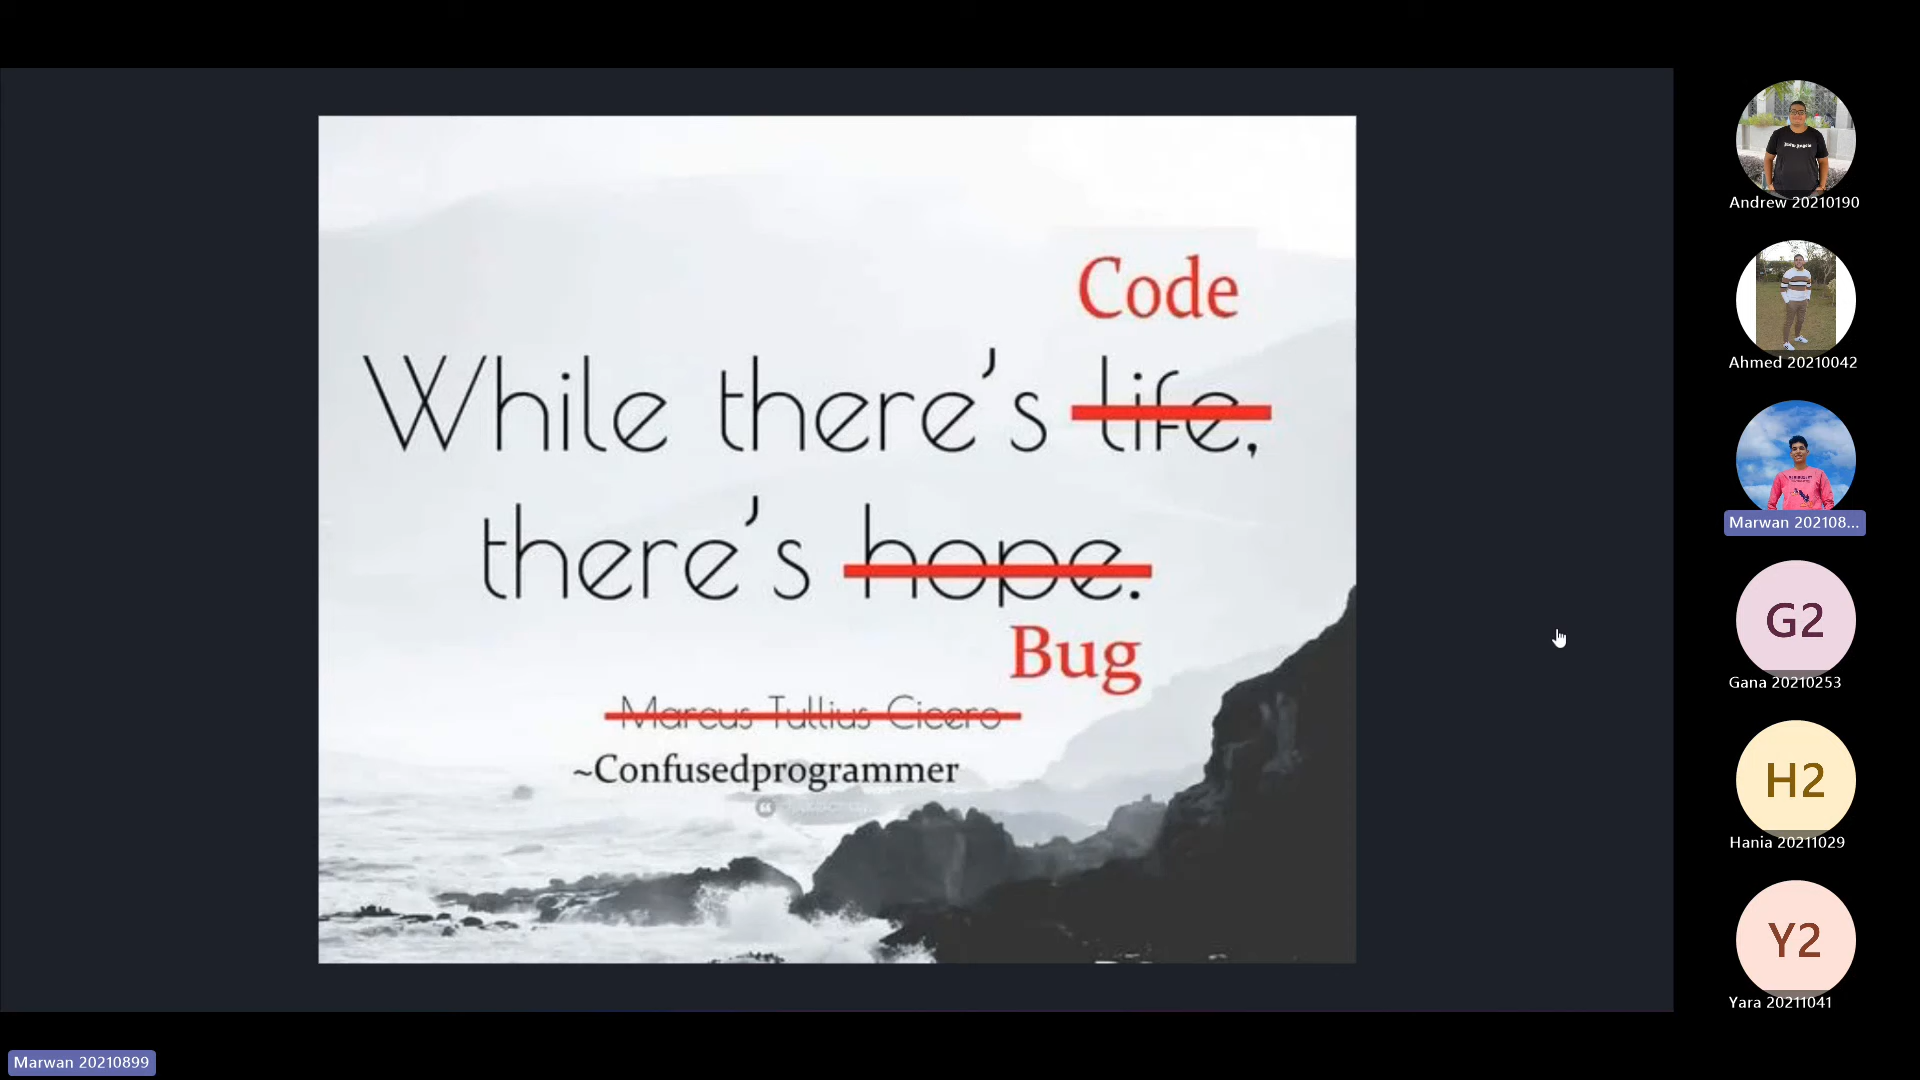 Code
While there's life,
there's hope.
Bug
Marcus Tullius Cicero
~Confusedprogrammer
Andrew 20210190
Ahmed 20210042
Marwan 202108...
G2
Gana 20210253
H2
Hania 20211029
Y2
Yara 20211041
Marwan 20210899